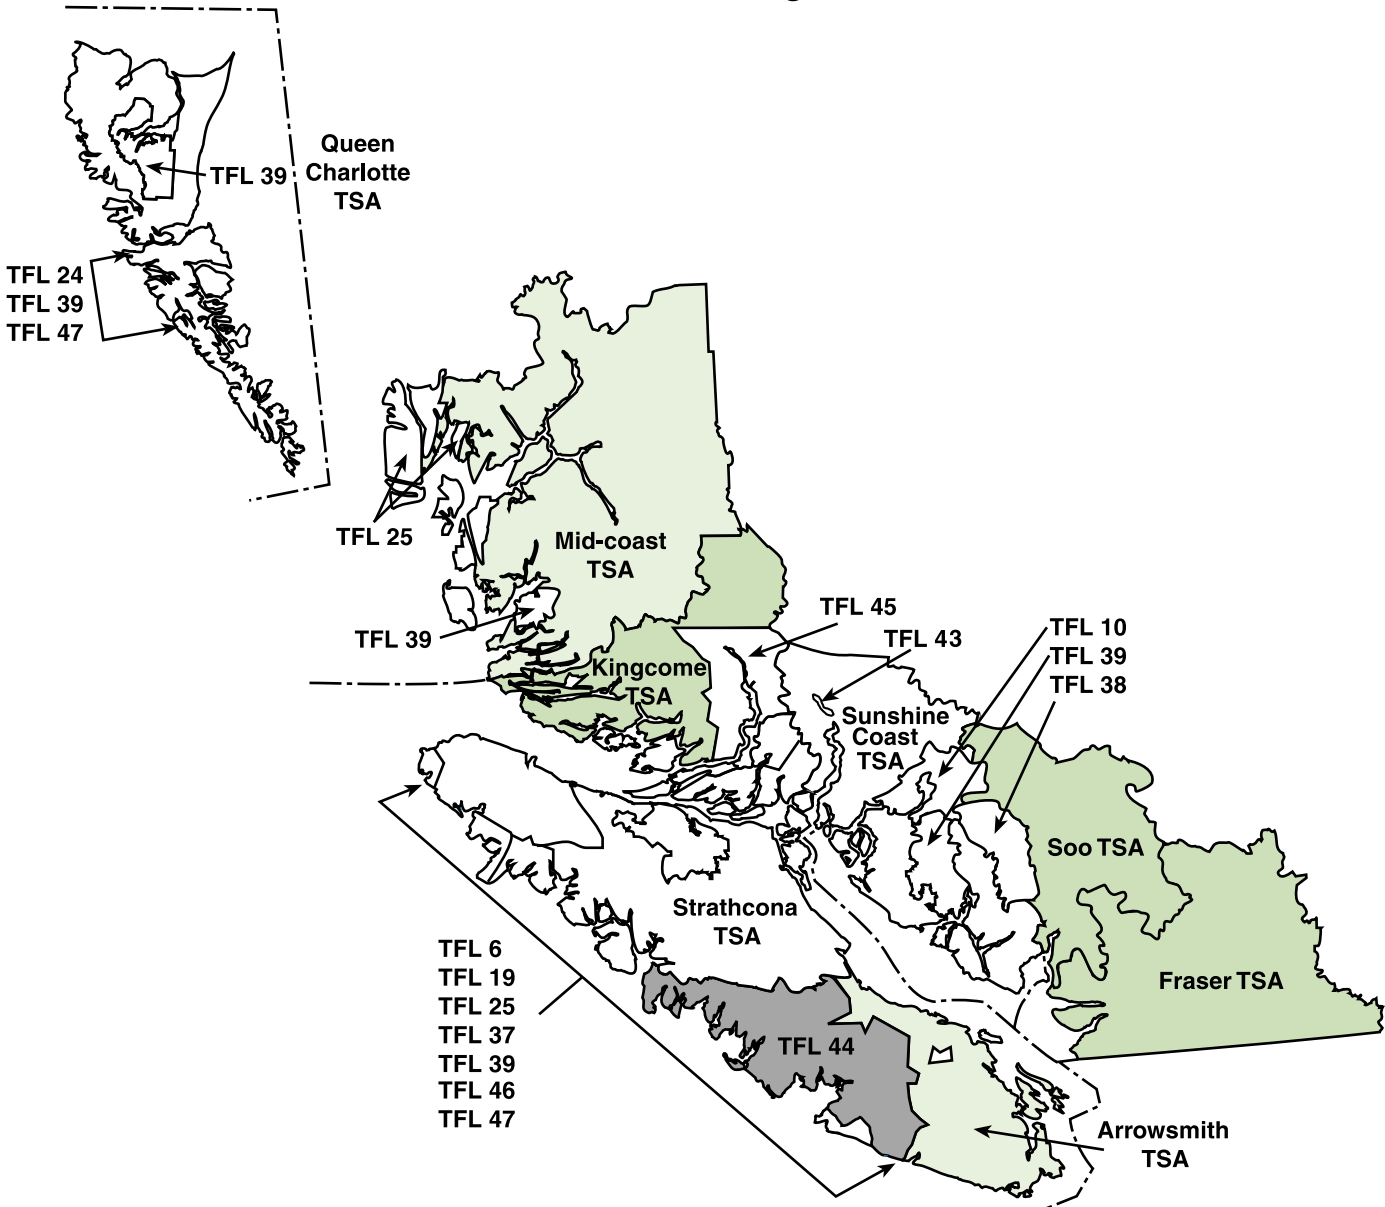 Queen
Charlotte
TSA
TFL 39
TFL 24
TFL 39
TFL 47
TFL 25
Mid-coast
TSA
TFL 39
Kingcome
TSA
TFL 45
TFL 43
TFL 10
TFL 39
TFL 38
Sunshine
Coast
TSA
Soo TSA
Strathcona
TSA
Fraser TSA
TFL 6
TFL 19
TFL 25
TFL 37
TFL 39
TFL 46
TFL 47
TFL 44
Arrowsmith
TSA